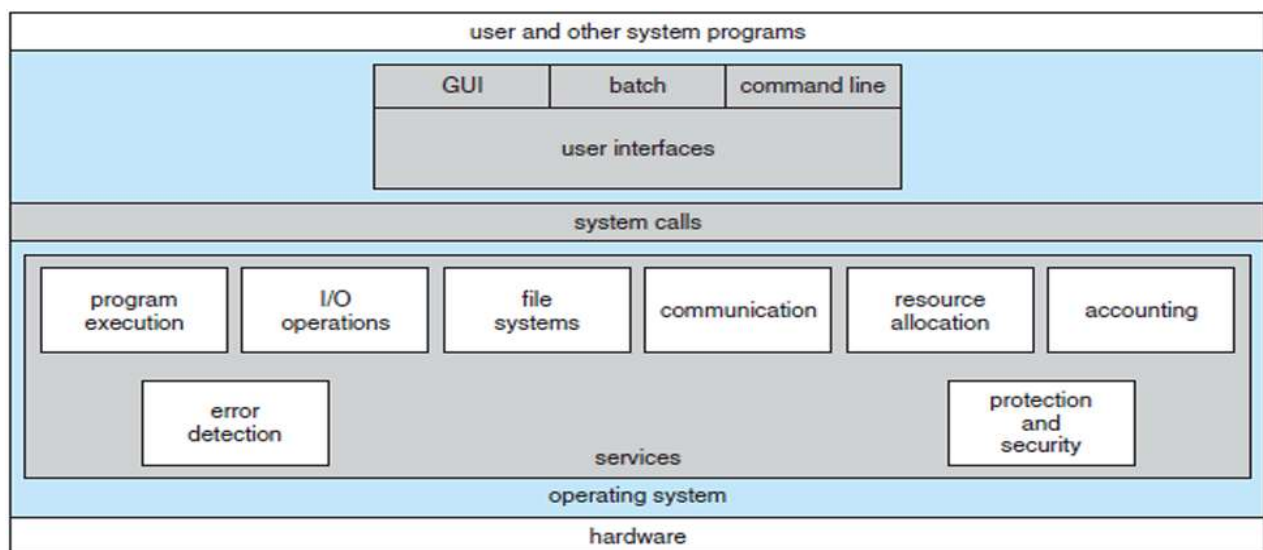 user and other system programs
GUI
batch
command line
user interfaces
system calls
program
execution
I/O
operations
file
systems
communication
resource
allocation
accounting
error
detection
protection
and
security
services
operating system
hardware